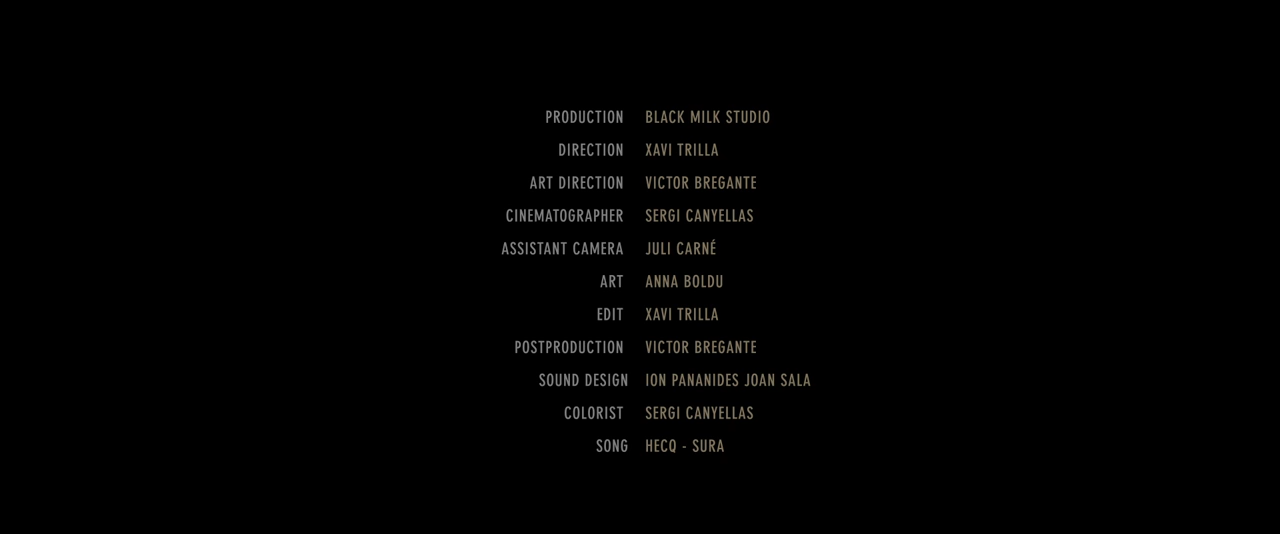 PRODUCTION BLACK MILK STUDIO
DIRECTION XAVI TRILLA
ART DIRECTION VICTOR BREGANTE
CINEMATOGRAPHER SERGI CANYELLAS
ASSISTANT CAMERA JULI CARNÉ
ART ANNA BOLDU
EDIT XAVI TRILLA
POSTPRODUCTION VICTOR BREGANTE
SOUND DESIGN ION PANANIDES JOAN SALA
COLORIST SERGI CANYELLAS
SONG HECQ - SURA